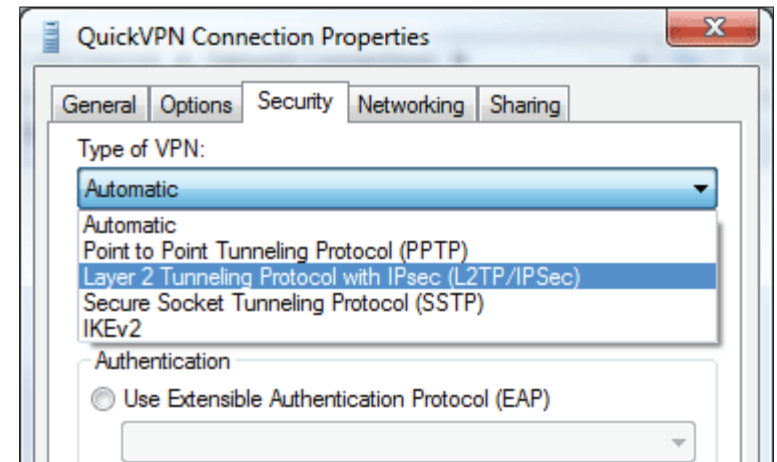 QuickVPN Connection Properties
General Options Security Networking Sharing
Type of VPN:
Automatic
Automatic
Point to Point Tunneling Protocol (PPTP)
Layer 2 Tunneling Protocol with IPsec (L2TP/IPSec)
Secure Socket Tunneling Protocol (SSTP)
IKEv2
Authentication
Use Extensible Authentication Protocol (EAP)